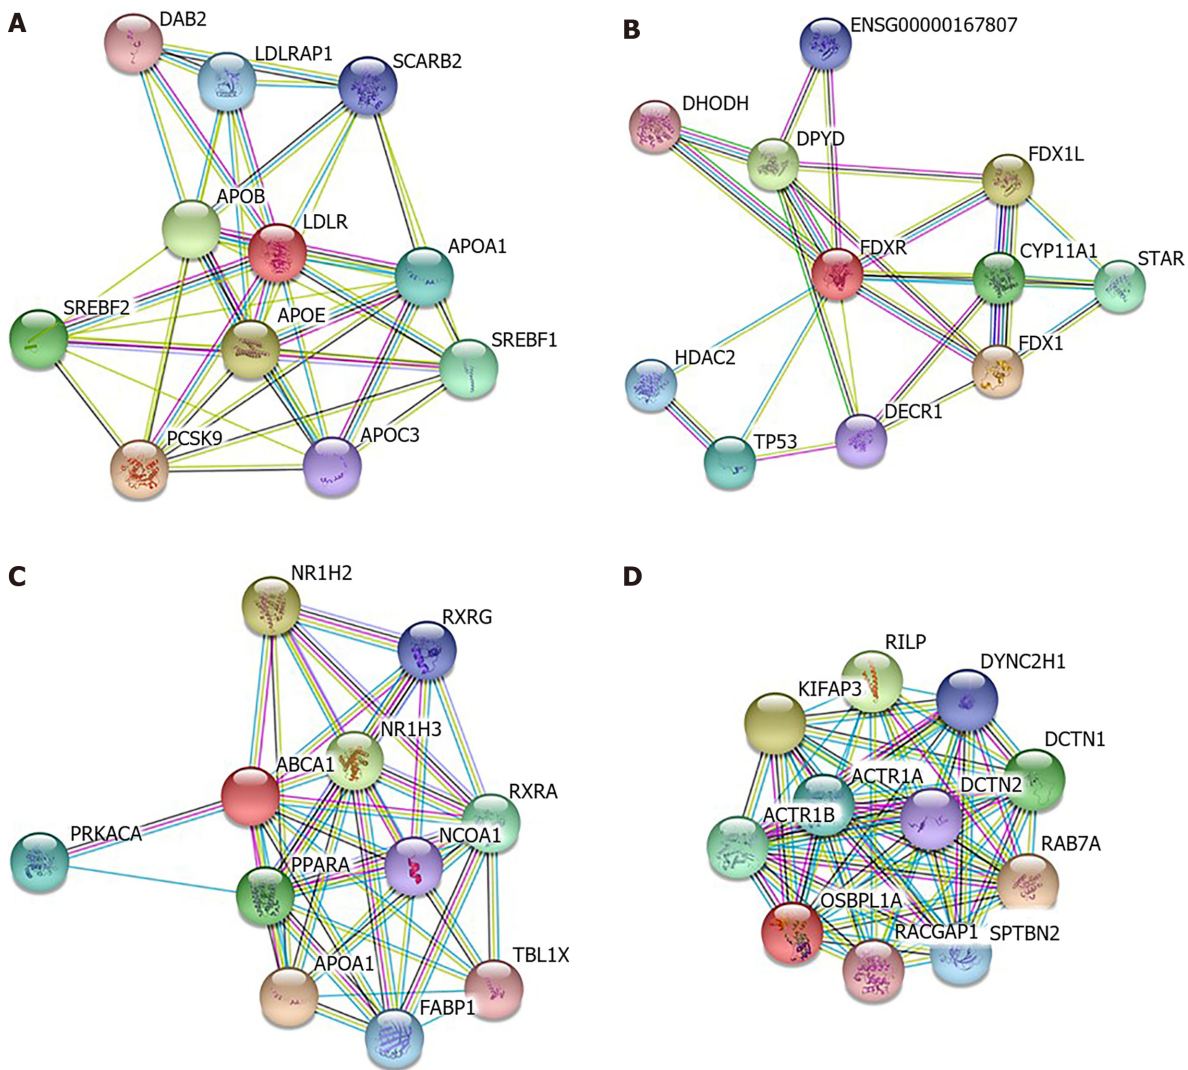 A
DAB2
LDLRAP1
SCARB2
APOB
LDLR
APOA1
SREBF2
APOE
SREBF1
PCSK9
APOC3
B
ENSG00000167807
DHODH
DPYD
FDX1L
FDXR
CYP11A1
STAR
HDAC2
FDX1
DECR1
TP53
C
NR1H2
RXRG
NR1H3
ABCA1
RXRA
PRKACA
NCOA1
PPARA
APOA1
TBL1X
FABP1
D
RILP
DYNC2H1
KIFAP3
DCTN1
ACTR1A
DCTN2
ACTR1B
RAB7A
OSBPL1A
RACGAP1
SPTBN2